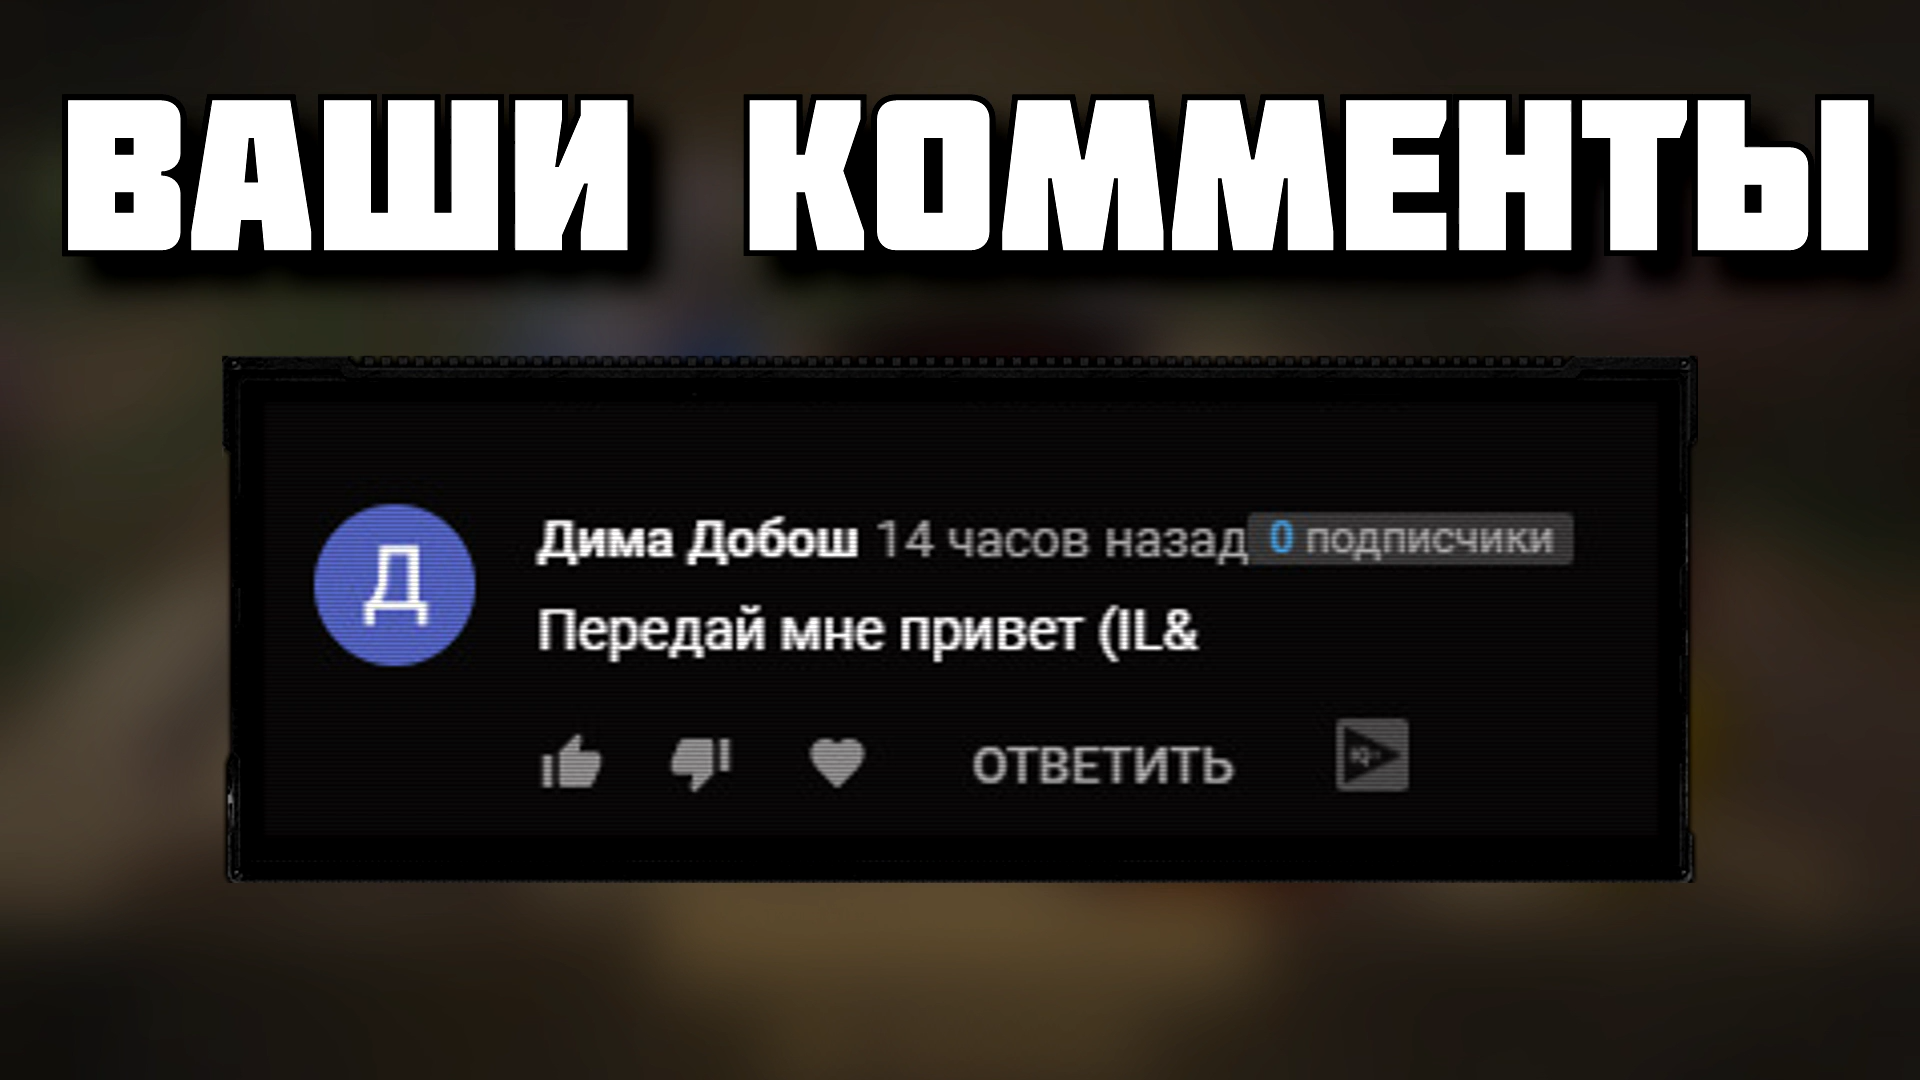 ВАШИ КОММЕНТЫ
Дима Добош 14 часов назад 0 подписчики
Передай мне привет (IL&
Д
ОТВЕТИТЬ